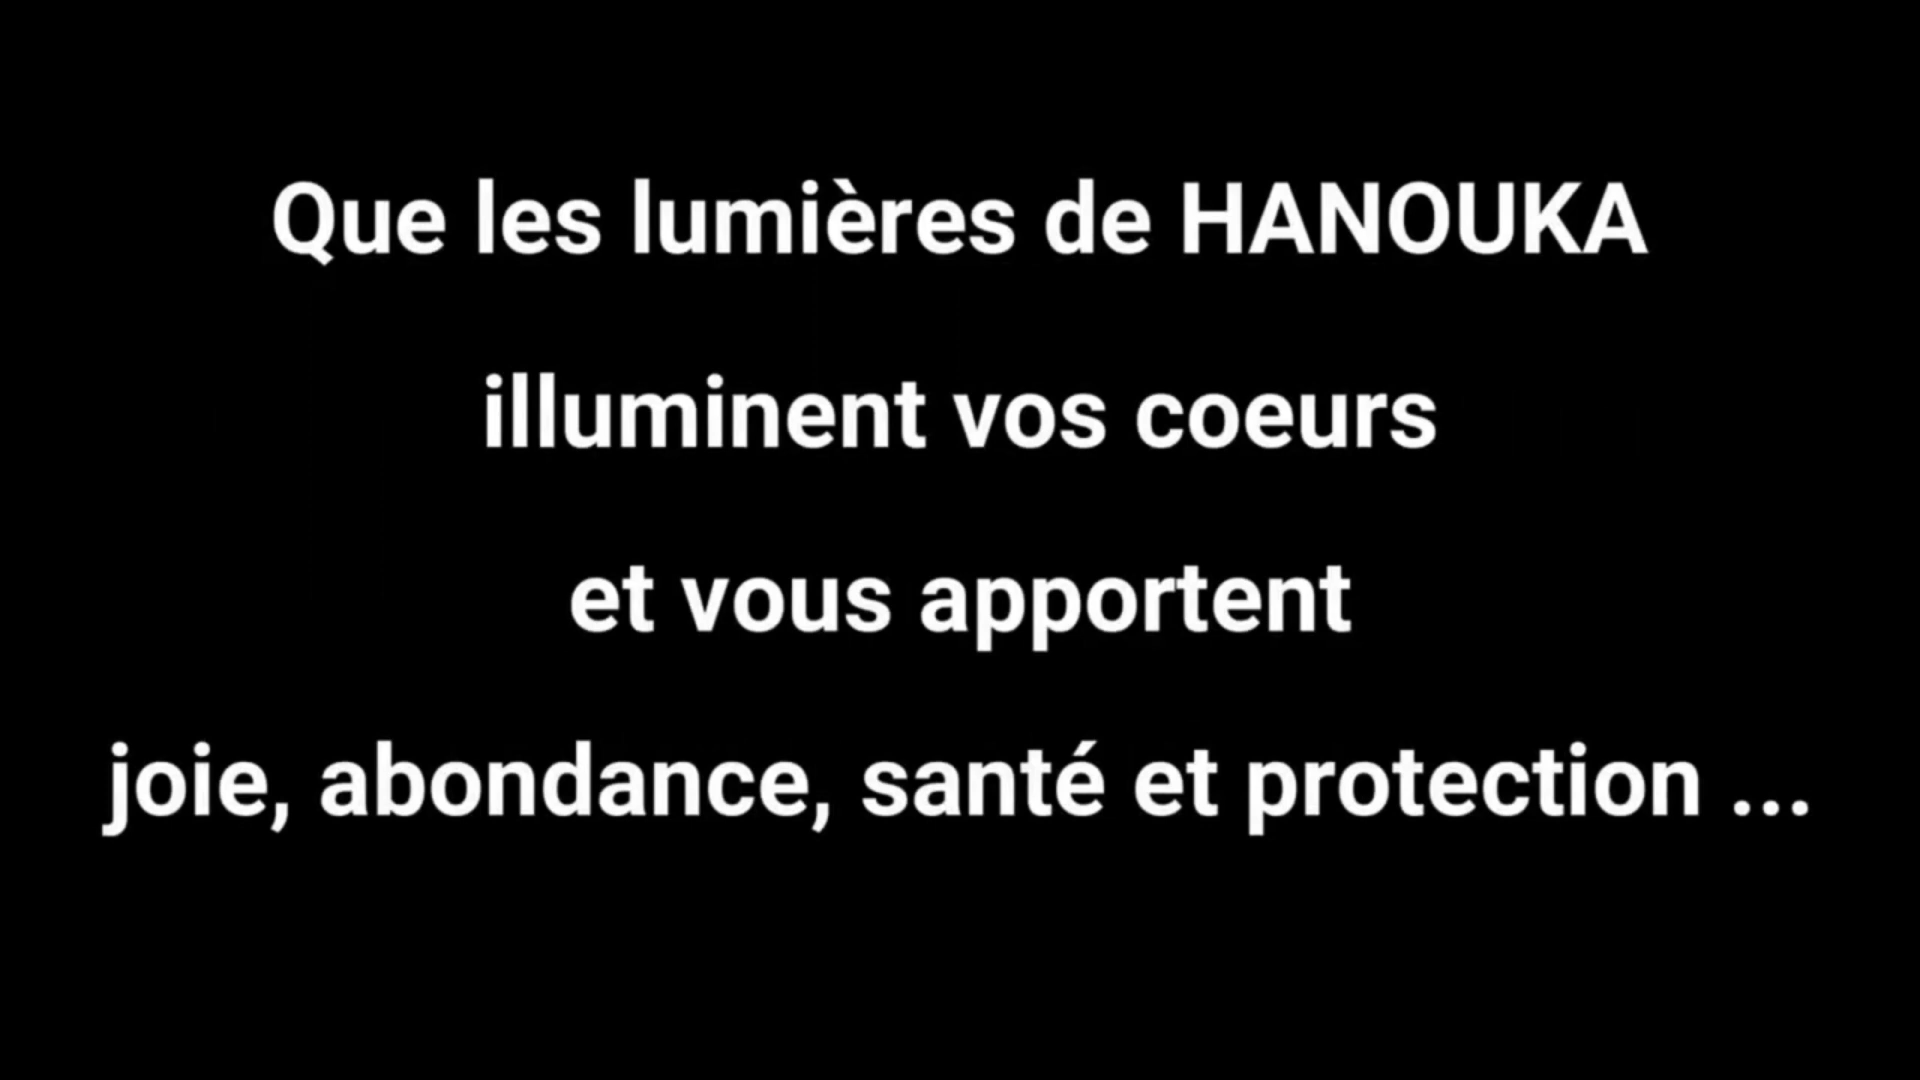 Que les lumières de HANOUKA
illuminent vos coeurs
et vous apportent
joie, abondance, santé et protection ...